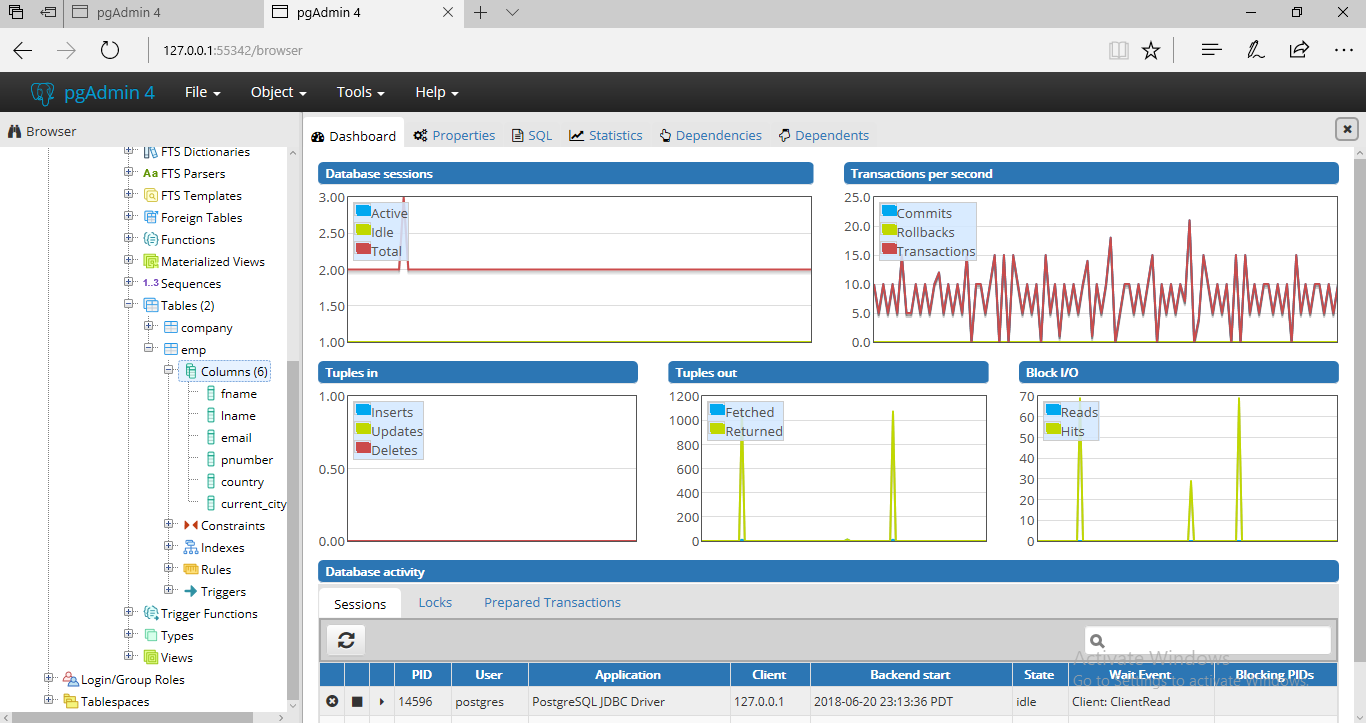 pgAdmin 4
pgAdmin 4
127.0.0.1:55342/browser
pgAdmin 4 File Object Tools Help
Browser
FTS Dictionaries
Aa FTS Parsers
FTS Templates
Foreign Tables
Functions
Materialized Views
1..3 Sequences
Tables (2)
company
emp
Columns (6)
fname
lname
email
pnumber
country
current_city
Constraints
Indexes
Rules
Triggers
Trigger Functions
Types
Views
Login/Group Roles
Tablespaces
Dashboard Properties SQL Statistics Dependencies Dependents
Database sessions
3.00
2.50
2.00
1.50
1.00
Active
Idle
Total
Transactions per second
25.0
20.0
15.0
10.0
5.0
0.0
Commits
Rollbacks
Transactions
Tuples in
1.00
0.50
0.00
Inserts
Updates
Deletes
Tuples out
1200
1000
800
600
400
200
0
Fetched
Returned
Block I/O
70
60
50
40
30
20
10
0
Reads
Hits
Database activity
Sessions Locks Prepared Transactions
Activate Windows
Go to Settings to activate Windows.
PID User Application Client Backend start State Wait Event Blocking PIDs
14596 postgres PostgreSQL JDBC Driver 127.0.0.1 2018-06-20 23:13:36 PDT idle Client: ClientRead